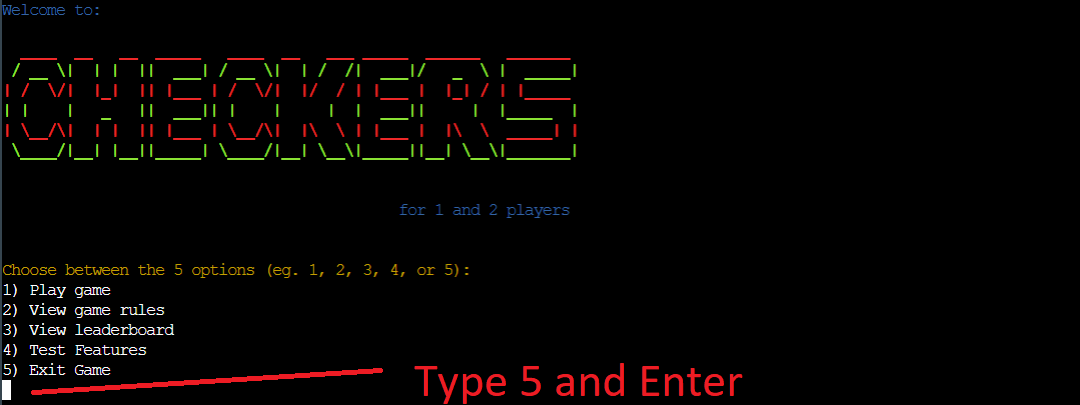 Welcome to:
CHECKERS
for 1 and 2 players
Choose between the 5 options (eg. 1, 2, 3, 4, or 5):
1) Play game
2) View game rules
3) View leaderboard
4) Test Features
5) Exit Game
Type 5 and Enter